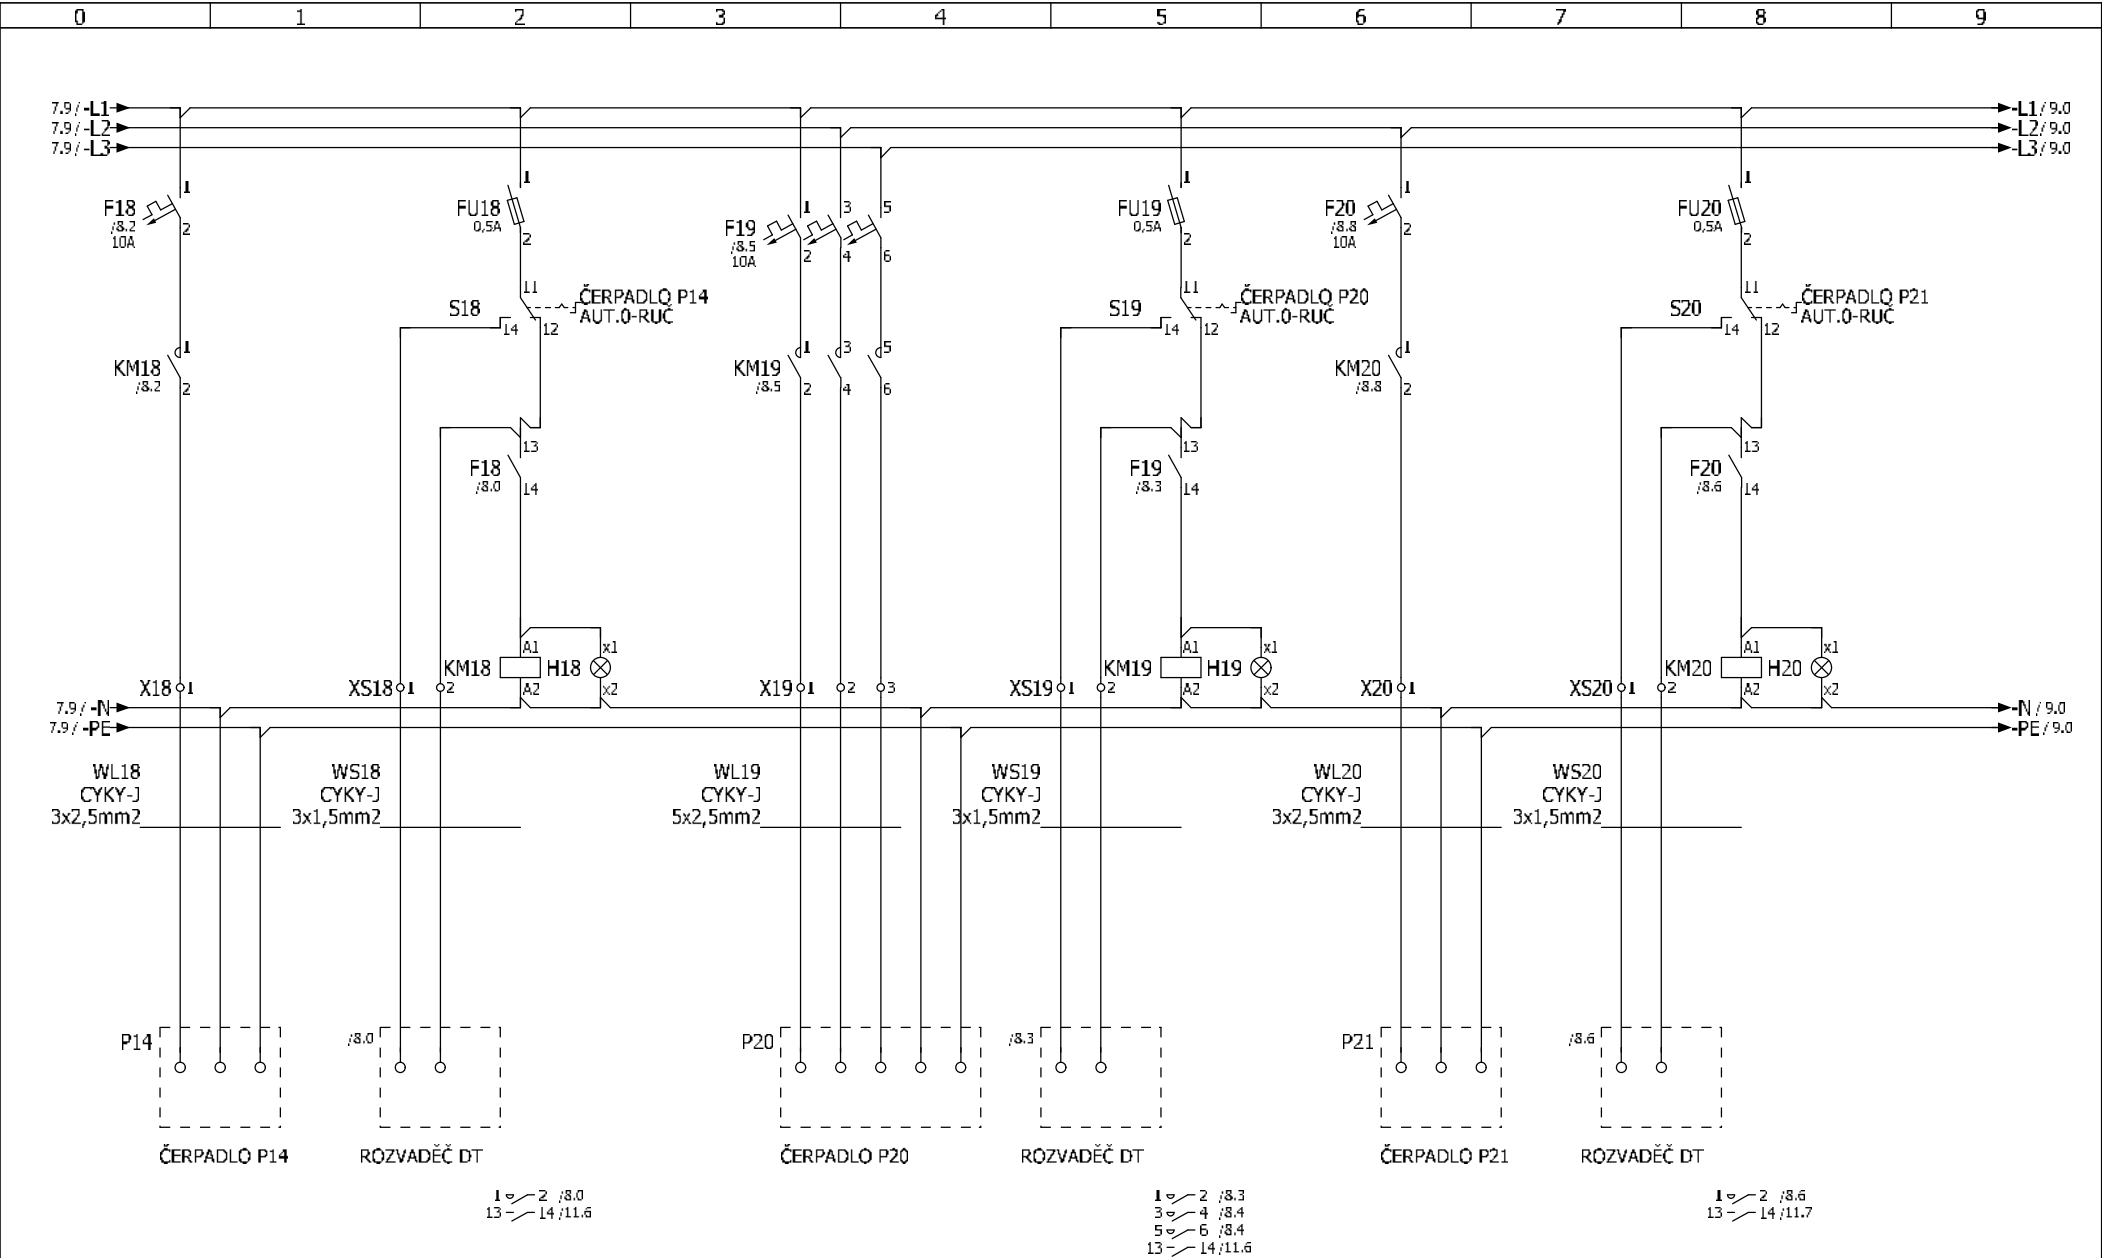 0 1 2 3 4 5 6 7 8 9
7.9/ -L1 -L1/ 9.0
7.9/ -L2 -L2/ 9.0
7.9/ -L3 -L3/ 9.0
F18
/8.2
10A
1
2
KM18
/8.2
1
2
FU18
0,5A
1
2
S18
11
14 12
ČERPADLO P14
AUT.0-RUČ
F18
/8.0
13
14
KM18
A1
A2
H18
x1
x2
F19
/8.5
10A
1 3 5
2 4 6
KM19
/8.5
1 3 5
2 4 6
FU19
0,5A
1
2
S19
11
14 12
ČERPADLO P20
AUT.0-RUČ
F19
/8.3
13
14
KM19
A1
A2
H19
x1
x2
F20
/8.8
10A
1
2
KM20
/8.8
1
2
FU20
0,5A
1
2
S20
11
14 12
ČERPADLO P21
AUT.0-RUČ
F20
/8.6
13
14
KM20
A1
A2
H20
x1
x2
X18 1 XS18 1 2 X19 1 2 3 XS19 1 2 X20 1 XS20 1 2
7.9/ -N -N/ 9.0
7.9/ -PE -PE/ 9.0
WL18 WS18 WL19 WS19 WL20 WS20
CYKY-J CYKY-J CYKY-J CYKY-J CYKY-J CYKY-J
3x2,5mm2 3x1,5mm2 5x2,5mm2 3x1,5mm2 3x2,5mm2 3x1,5mm2
P14 /8.0 P20 /8.3 P21 /8.6
ČERPADLO P14 ROZVADĚČ DT ČERPADLO P20 ROZVADĚČ DT ČERPADLO P21 ROZVADĚČ DT
1 2 /8.0
13 14 /11.6
1 2 /8.3
3 4 /8.4
5 6 /8.4
13 14 /11.6
1 2 /8.6
13 14 /11.7